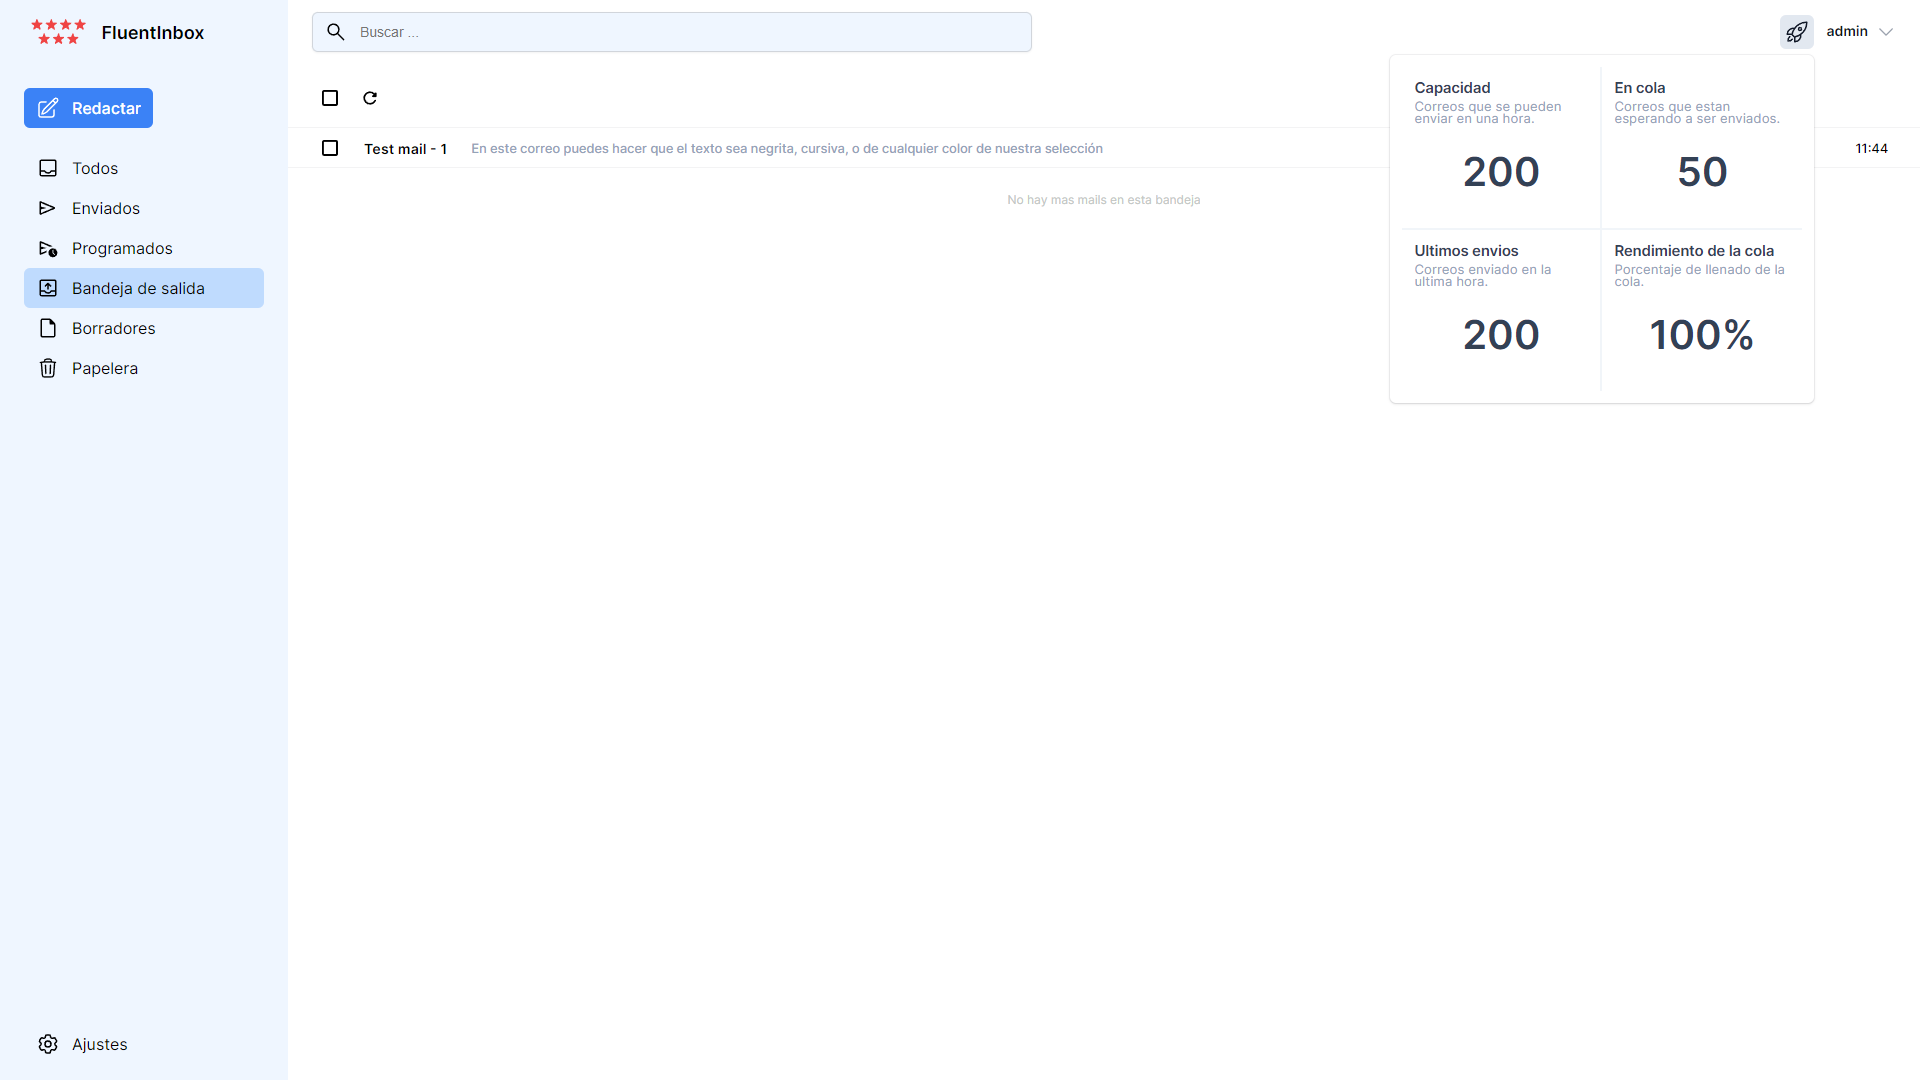 FluentInbox
Buscar ...
admin
Redactar
Todos
Enviados
Programados
Bandeja de salida
Borradores
Papelera
Ajustes
Test mail - 1 En este correo puedes hacer que el texto sea negrita, cursiva, o de cualquier color de nuestra selección 11:44
No hay mas mails en esta bandeja
Capacidad
Correos que se pueden
enviar en una hora.
200
En cola
Correos que estan
esperando a ser enviados.
50
Ultimos envios
Correos enviado en la
ultima hora.
200
Rendimiento de la cola
Porcentaje de llenado de la
cola.
100%